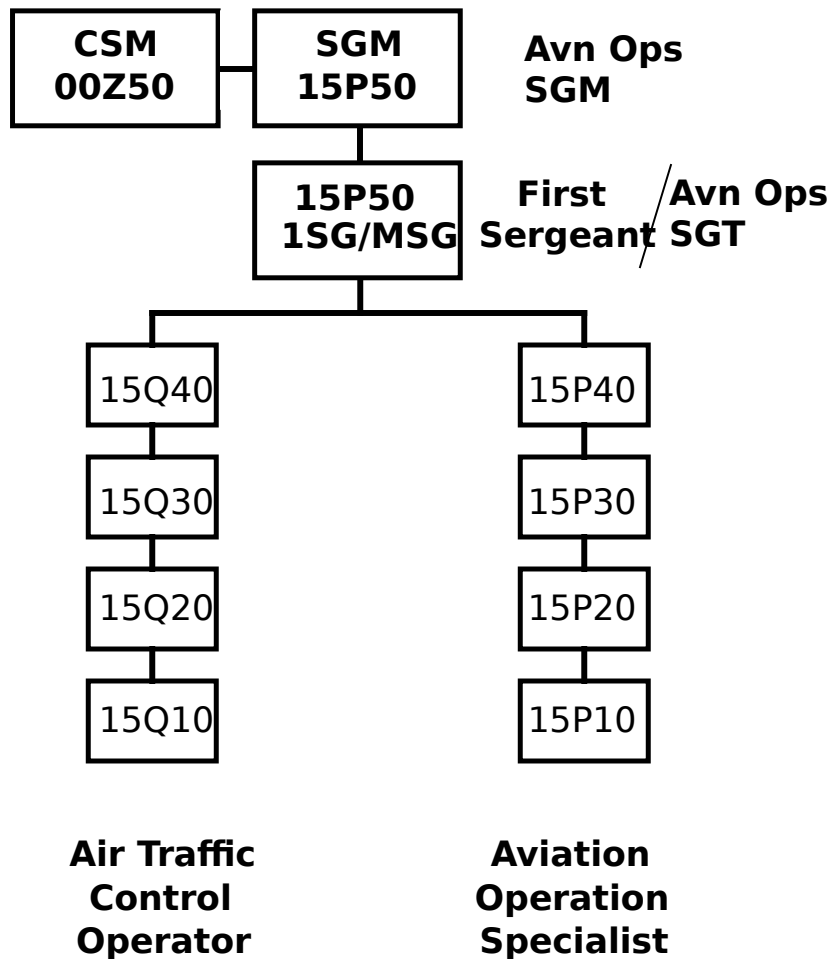 CSM
00Z50
SGM
15P50
Avn Ops
SGM
15P50
1SG/MSG
First
Sergeant
Avn Ops
SGT
15Q40
15P40
15Q30
15P30
15Q20
15P20
15Q10
15P10
Air Traffic
Control
Operator
Aviation
Operation
Specialist